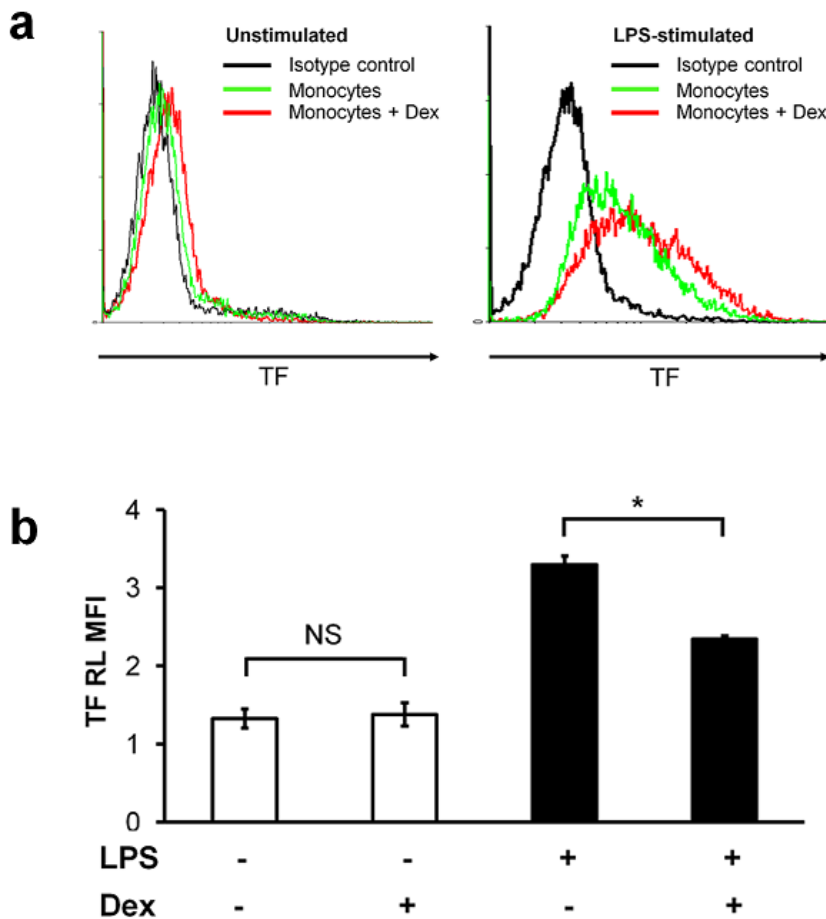 a
Unstimulated
Isotype control
Monocytes
Monocytes + Dex
TF
LPS-stimulated
Isotype control
Monocytes
Monocytes + Dex
TF
b
TF RL MFI
4
3
2
1
0
NS
*
LPS - - + +
Dex - + - +